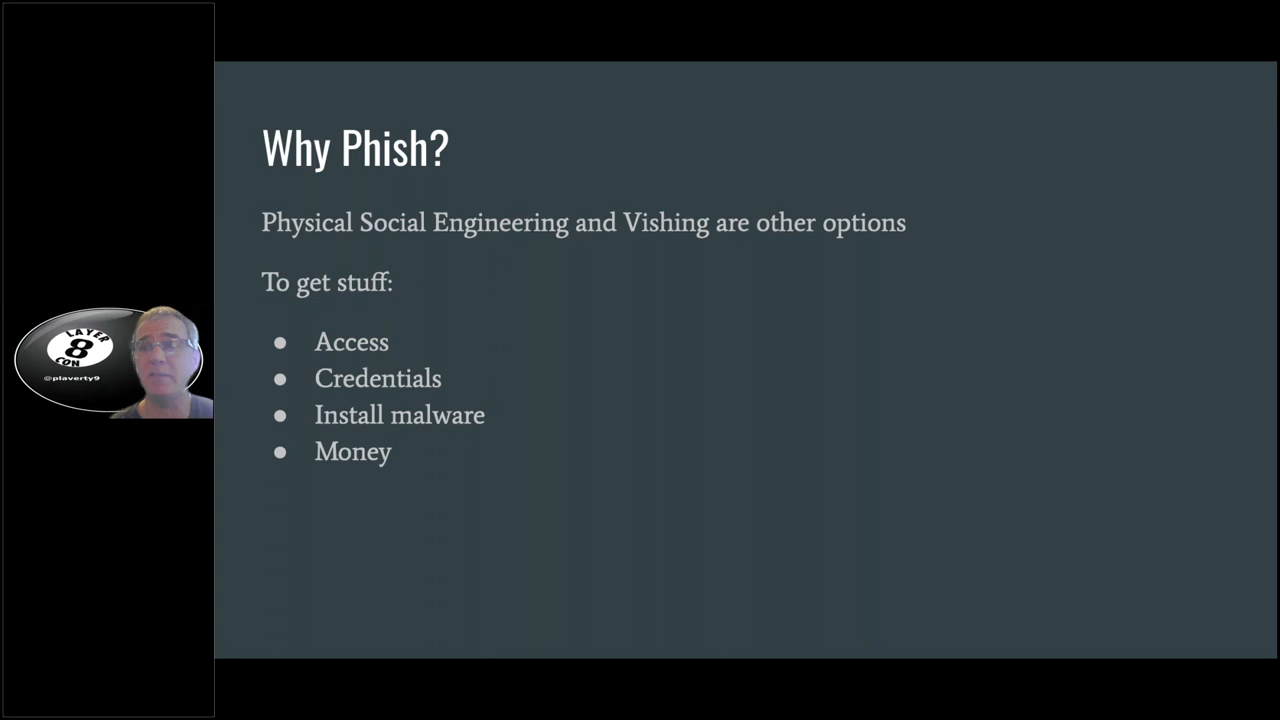 Why Phish?
Physical Social Engineering and Vishing are other options
To get stuff:
● Access
● Credentials
● Install malware
● Money
LAYER
8
CON
@plaverty9